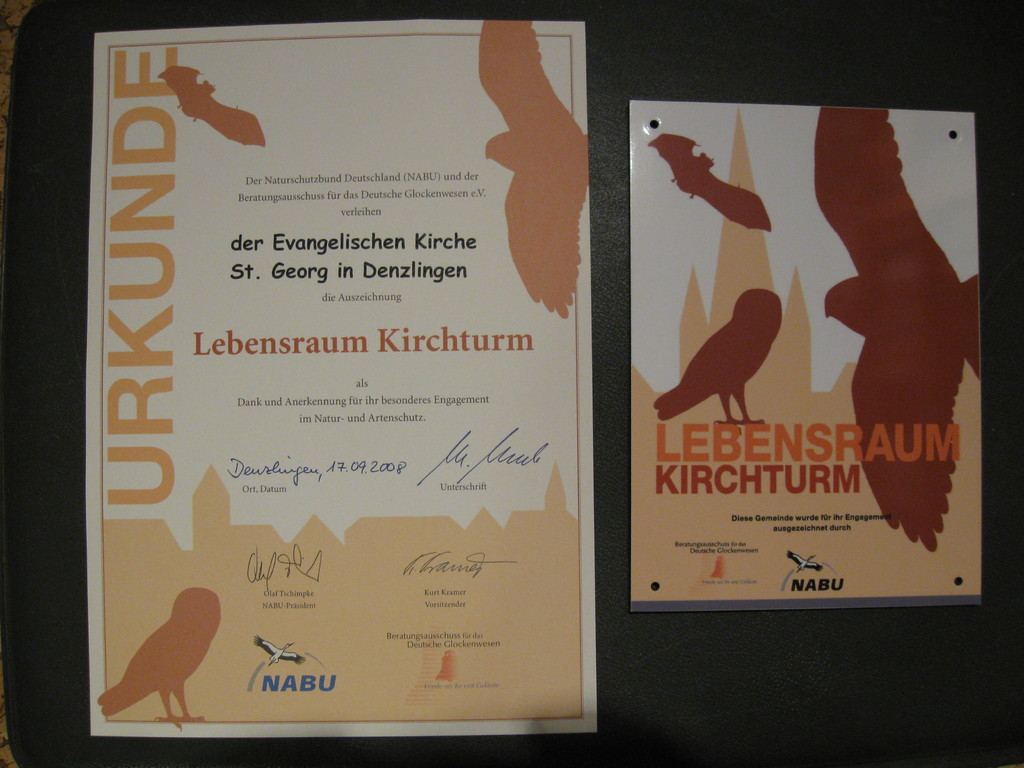 URKUNDE
Der Naturschutzbund Deutschland (NABU) und der
Beratungsausschuss für das Deutsche Glockenwesen e.V.
verleihen
der Evangelischen Kirche
St. Georg in Denzlingen
die Auszeichnung
Lebensraum Kirchturm
als
Dank und Anerkennung für ihr besonderes Engagement
im Natur- und Artenschutz.
Denzlingen, 17.09.2008
Ort, Datum
Unterschrift
Olaf Tschimpke
NABU-Präsident
Kurt Kramer
Vorsitzender
NABU
Beratungsausschuss für das
Deutsche Glockenwesen
LEBENSRAUM
KIRCHTURM
Diese Gemeinde wurde für ihr Engagement
ausgezeichnet durch
Beratungsausschuss für das
Deutsche Glockenwesen
NABU